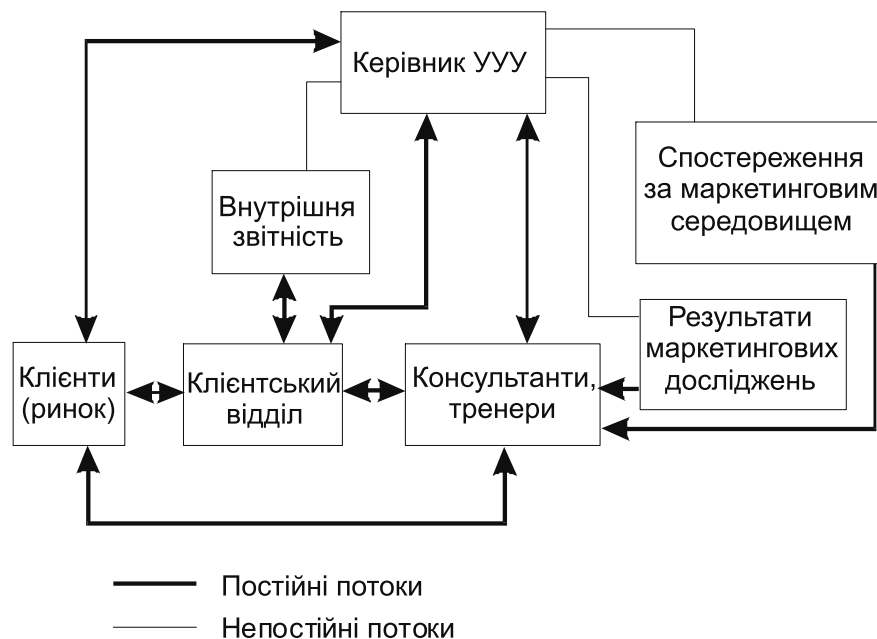 Керівник УУУ
Спостереження
за маркетинговим
середовищем
Внутрішня
звітність
Результати
маркетингових
досліджень
Клієнти
(ринок)
Клієнтський
відділ
Консультанти,
тренери
Постійні потоки
Непостійні потоки